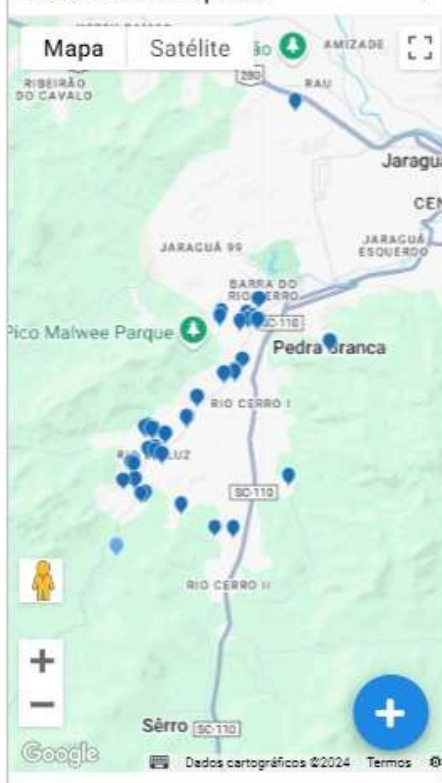 Mapa
Satélite
AMIZADE
280
RAU
RIBEIRÃO
DO CAVALO
Jaragu
CEN
JARAGUÁ 99
JARAGUÁ
ESQUERDO
BARRA DO
RIO CERRO
SC-110
Pico Malwee Parque
Pedra Branca
RIO CERRO I
LUZ
SC-110
RIO CERRO II
Sêrro
SC-110
Google
Dados cartográficos ©2024
Termos